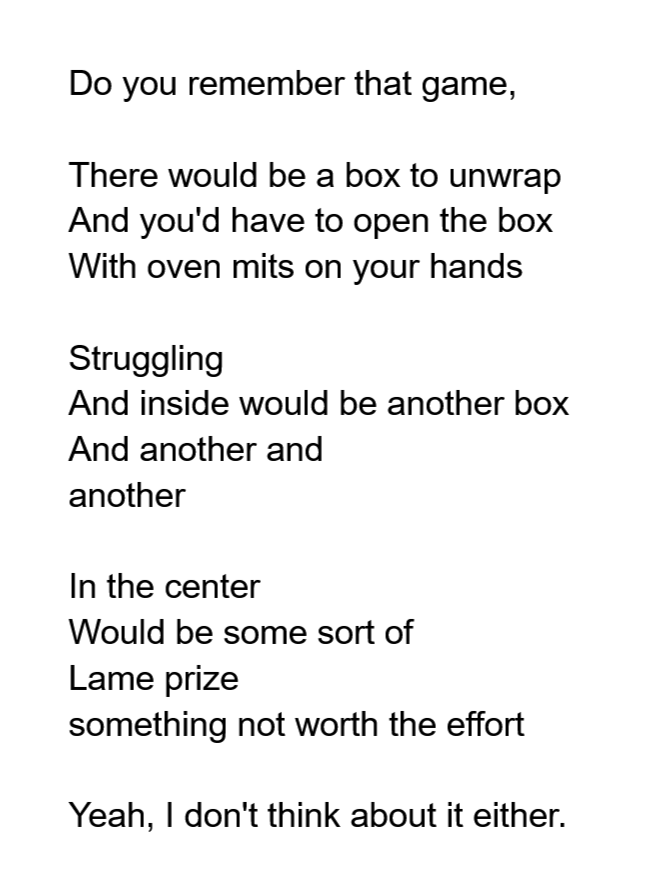 Do you remember that game,
There would be a box to unwrap
And you'd have to open the box
With oven mits on your hands
Struggling
And inside would be another box
And another and
another
In the center
Would be some sort of
Lame prize
something not worth the effort
Yeah, I don't think about it either.